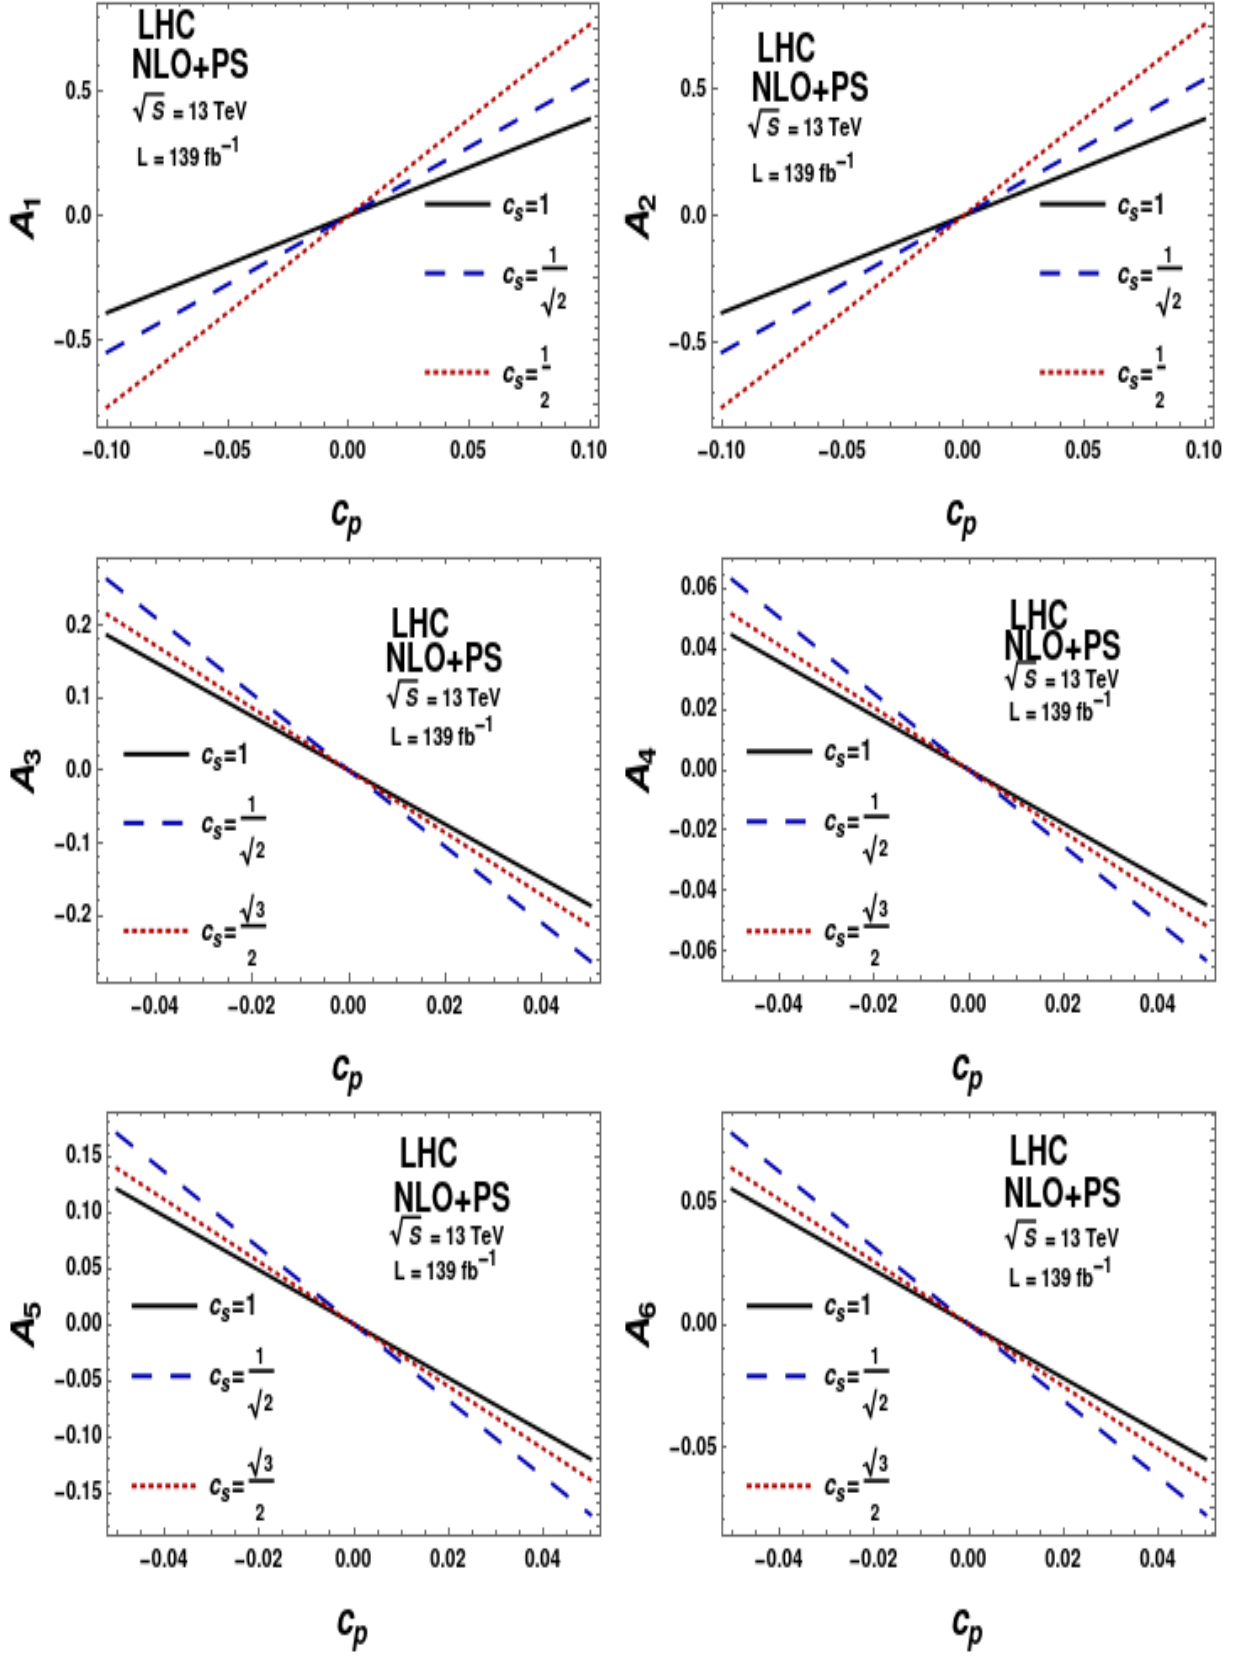 LHC
NLO+PS
√S = 13 TeV
L = 139 fb⁻¹
0.5
0.0
−0.5
A₁
c_s=1
c_s=1/√2
c_s=1/2
−0.10 −0.05 0.00 0.05 0.10
c_p
LHC
NLO+PS
√S = 13 TeV
L = 139 fb⁻¹
0.5
0.0
−0.5
A₂
c_s=1
c_s=1/√2
c_s=1/2
−0.10 −0.05 0.00 0.05 0.10
c_p
LHC
NLO+PS
√S = 13 TeV
L = 139 fb⁻¹
0.2
0.1
0.0
−0.1
−0.2
A₃
c_s=1
c_s=1/√2
c_s=√3/2
−0.04 −0.02 0.00 0.02 0.04
c_p
LHC
NLO+PS
√S = 13 TeV
L = 139 fb⁻¹
0.06
0.04
0.02
0.00
−0.02
−0.04
−0.06
A₄
c_s=1
c_s=1/√2
c_s=√3/2
−0.04 −0.02 0.00 0.02 0.04
c_p
LHC
NLO+PS
√S = 13 TeV
L = 139 fb⁻¹
0.15
0.10
0.05
0.00
−0.05
−0.10
−0.15
A₅
c_s=1
c_s=1/√2
c_s=√3/2
−0.04 −0.02 0.00 0.02 0.04
c_p
LHC
NLO+PS
√S = 13 TeV
L = 139 fb⁻¹
0.05
0.00
−0.05
A₆
c_s=1
c_s=1/√2
c_s=√3/2
−0.04 −0.02 0.00 0.02 0.04
c_p